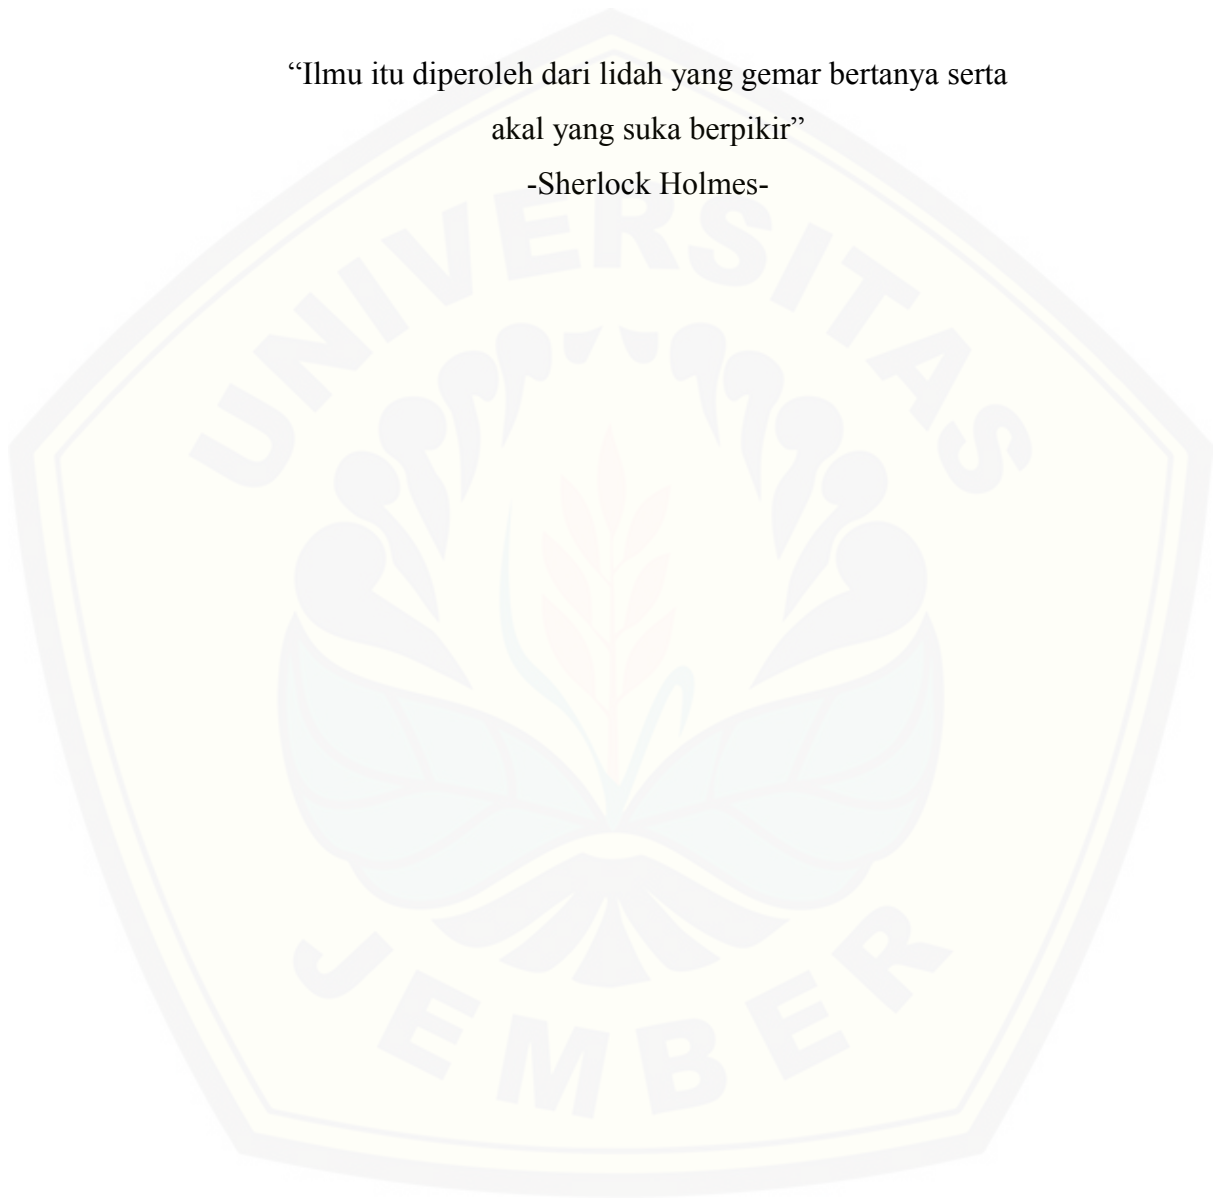 “Ilmu itu diperoleh dari lidah yang gemar bertanya serta
akal yang suka berpikir”
-Sherlock Holmes-
UNIVERSITAS
JEMBER